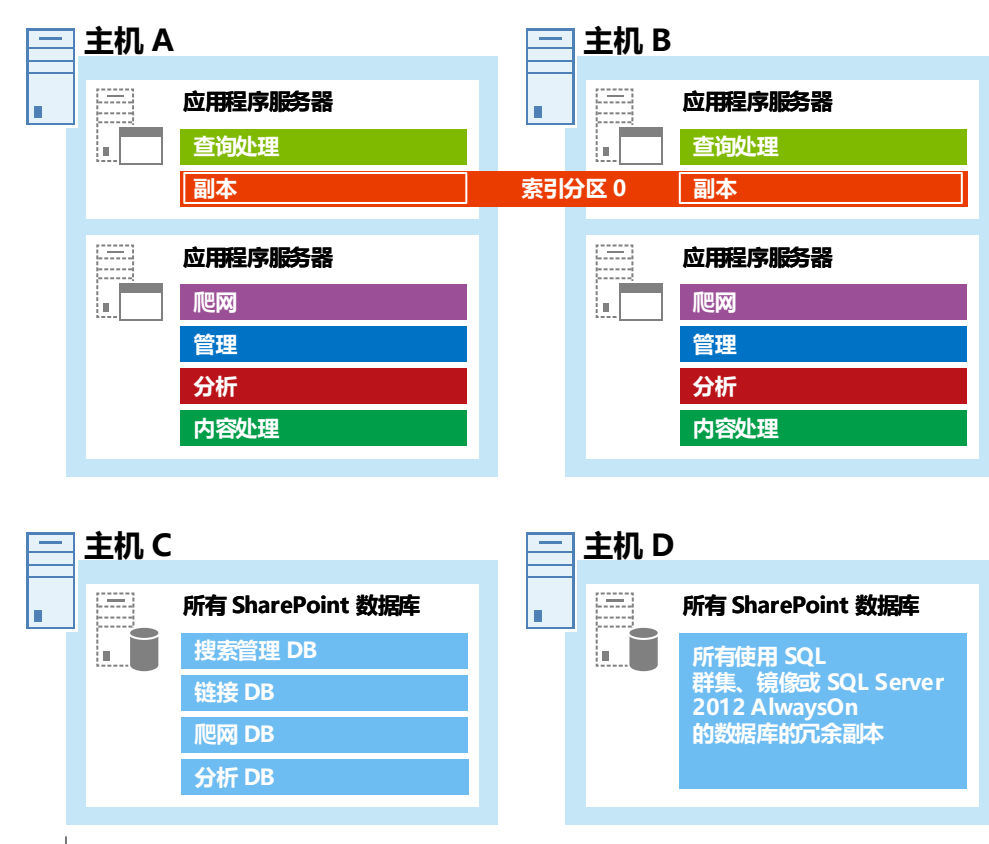 主机 A
应用程序服务器
查询处理
副本
索引分区 0
应用程序服务器
爬网
管理
分析
内容处理
主机 B
应用程序服务器
查询处理
副本
应用程序服务器
爬网
管理
分析
内容处理
主机 C
所有 SharePoint 数据库
搜索管理 DB
链接 DB
爬网 DB
分析 DB
主机 D
所有 SharePoint 数据库
所有使用 SQL
群集、镜像或 SQL Server
2012 AlwaysOn
的数据库的冗余副本